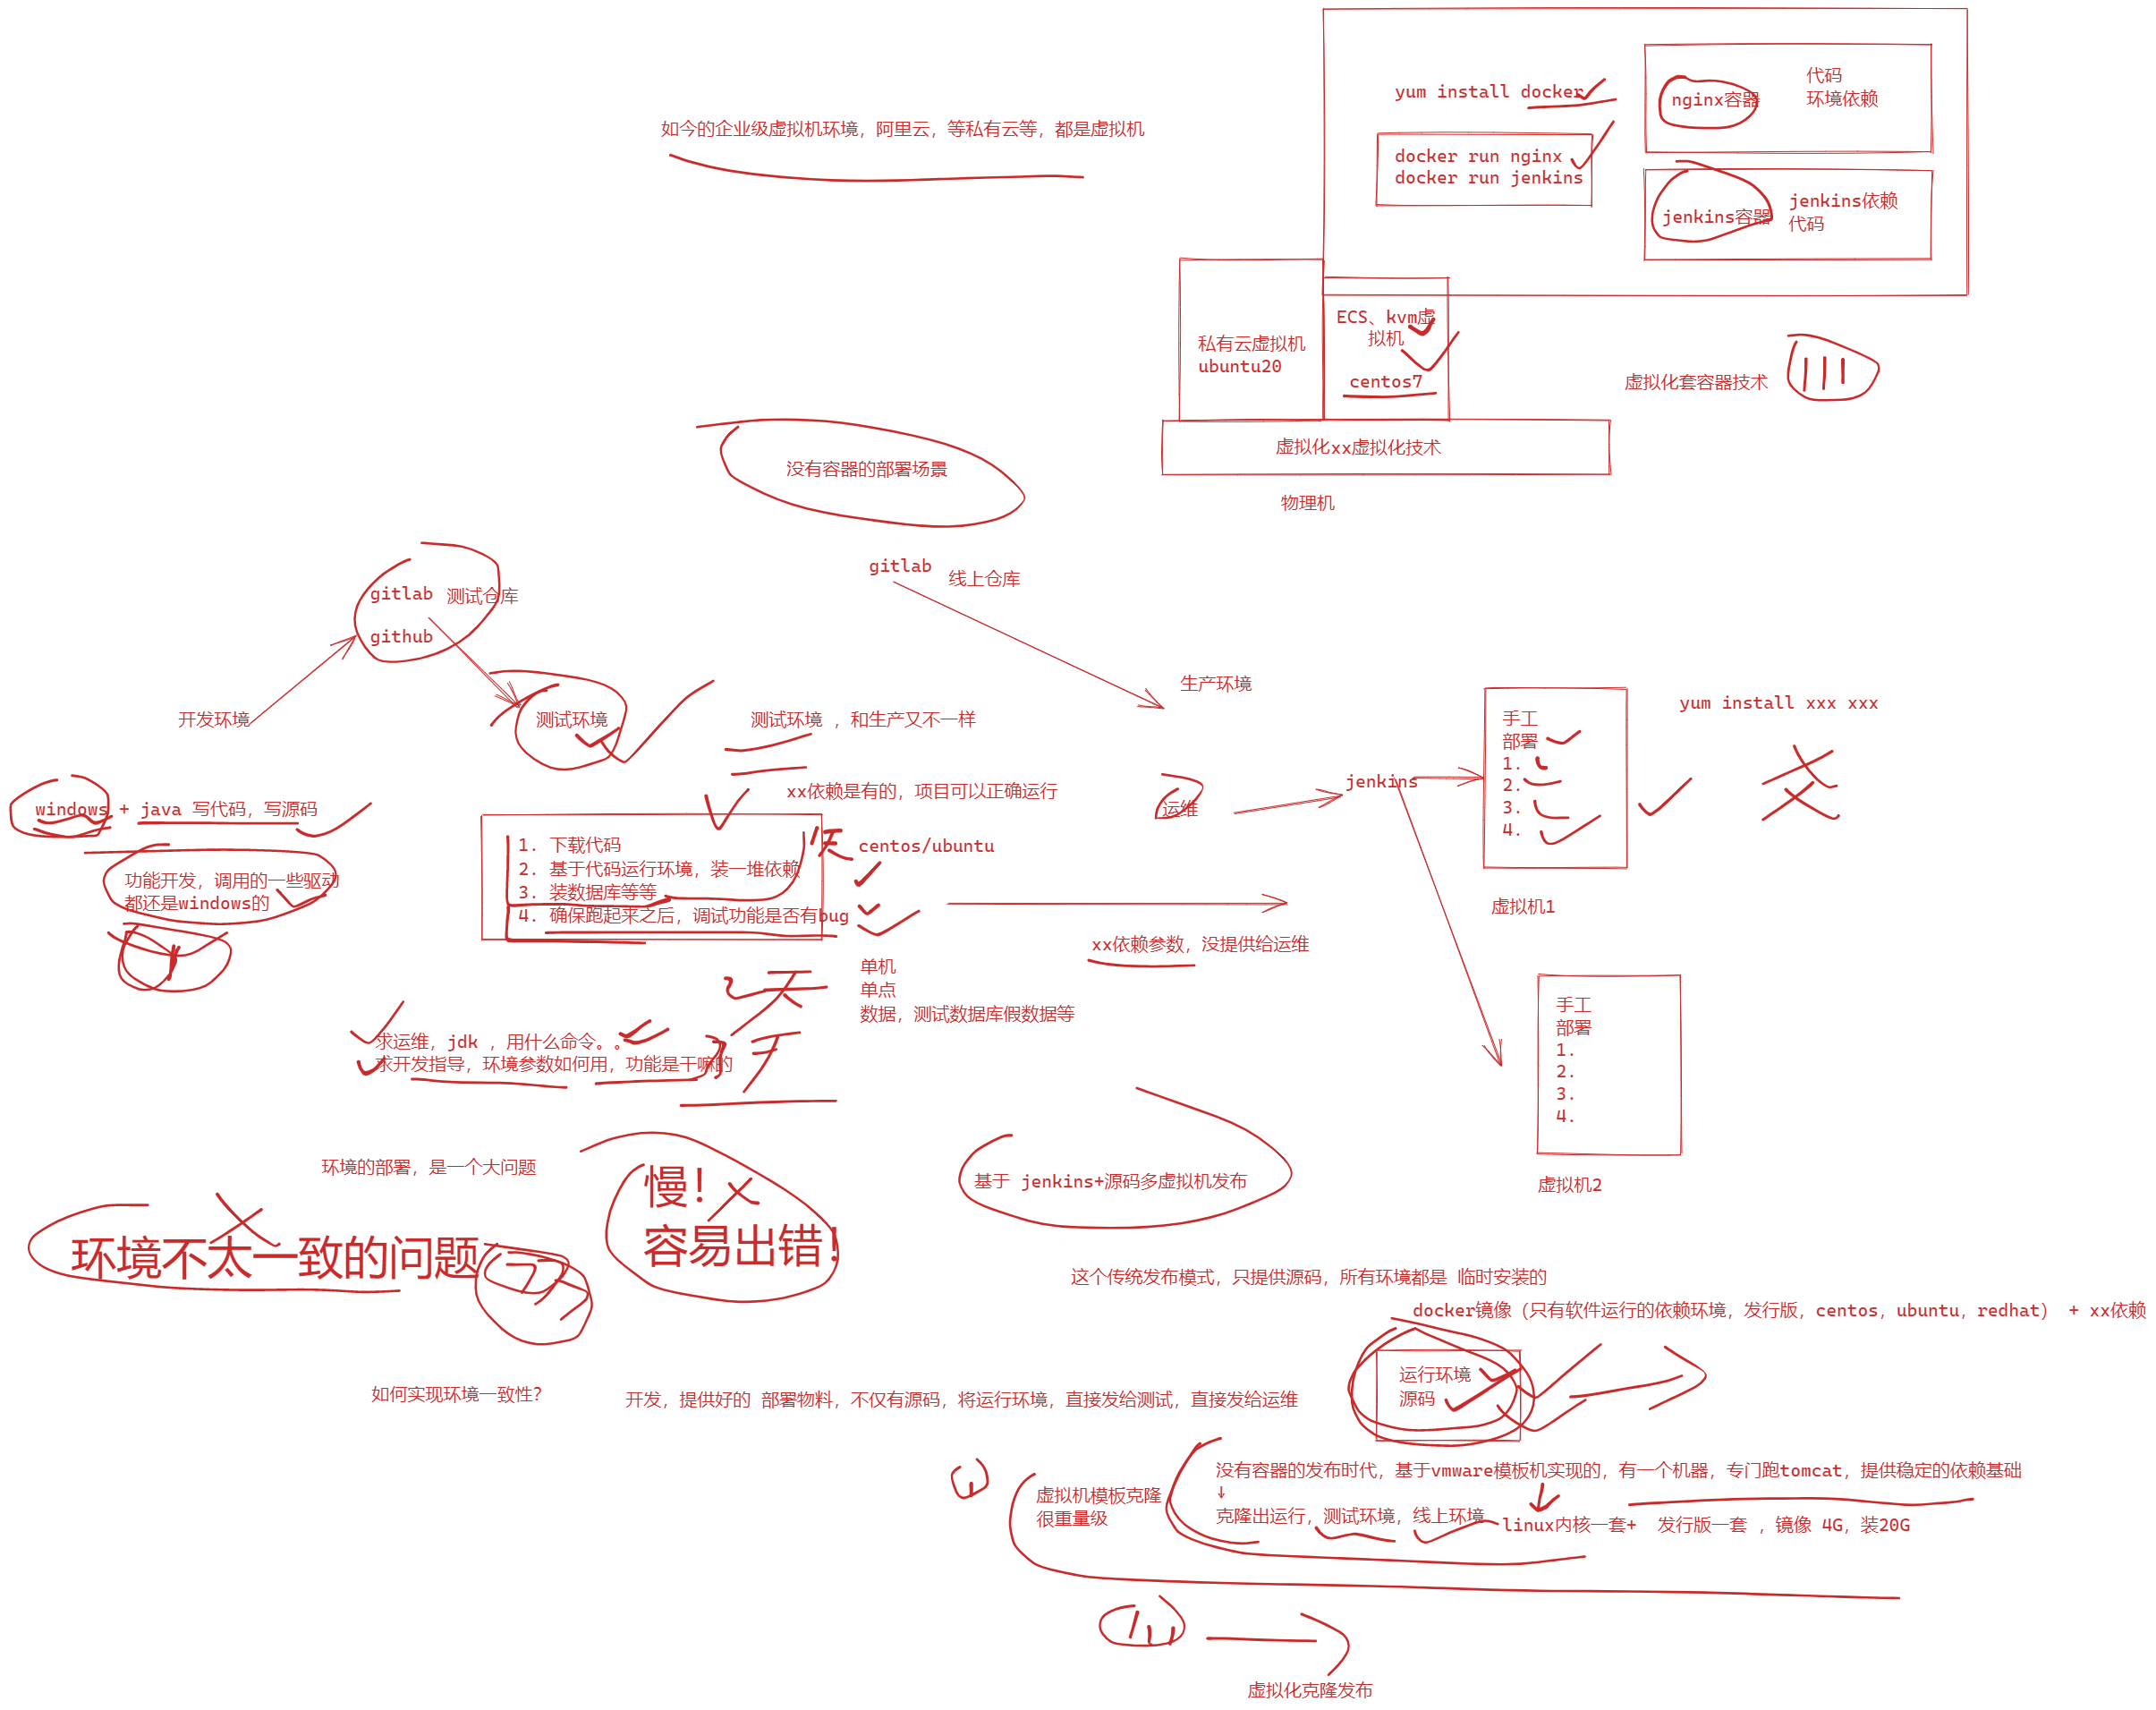 如今的企业级虚拟机环境，阿里云，等私有云等，都是虚拟机
yum install docker
docker run nginx
docker run jenkins
nginx容器
代码
环境依赖
jenkins容器
jenkins依赖
代码
私有云虚拟机
ubuntu20
ECS、kvm虚
拟机
centos7
虚拟化套容器技术
虚拟化xx虚拟化技术
物理机
没有容器的部署场景
gitlab 测试仓库
github
gitlab 线上仓库
开发环境
测试环境
测试环境 ，和生产又不一样
生产环境
windows + java 写代码，写源码
功能开发，调用的一些驱动
都还是windows的
xx依赖是有的，项目可以正确运行
1. 下载代码
2. 基于代码运行环境，装一堆依赖
3. 装数据库等等
4. 确保跑起来之后，调试功能是否有bug
centos/ubuntu
运维
jenkins
手工
部署
1.
2.
3.
4.
yum install xxx xxx
虚拟机1
xx依赖参数，没提供给运维
单机
单点
数据，测试数据库假数据等
2天
求运维，jdk ，用什么命令。。
求开发指导，环境参数如何用，功能是干嘛的
手工
部署
1.
2.
3.
4.
虚拟机2
环境的部署，是一个大问题
慢！
容易出错！
环境不太一致的问题
基于 jenkins+源码多虚拟机发布
这个传统发布模式，只提供源码，所有环境都是 临时安装的
docker镜像（只有软件运行的依赖环境，发行版，centos，ubuntu，redhat） + xx依赖
运行环境
源码
如何实现环境一致性？
开发，提供好的 部署物料，不仅有源码，将运行环境，直接发给测试，直接发给运维
虚拟机模板克隆
很重量级
没有容器的发布时代，基于vmware模板机实现的，有一个机器，专门跑tomcat，提供稳定的依赖基础
↓
克隆出运行，测试环境，线上环境
linux内核一套+ 发行版一套 ，镜像 4G，装20G
虚拟化克隆发布